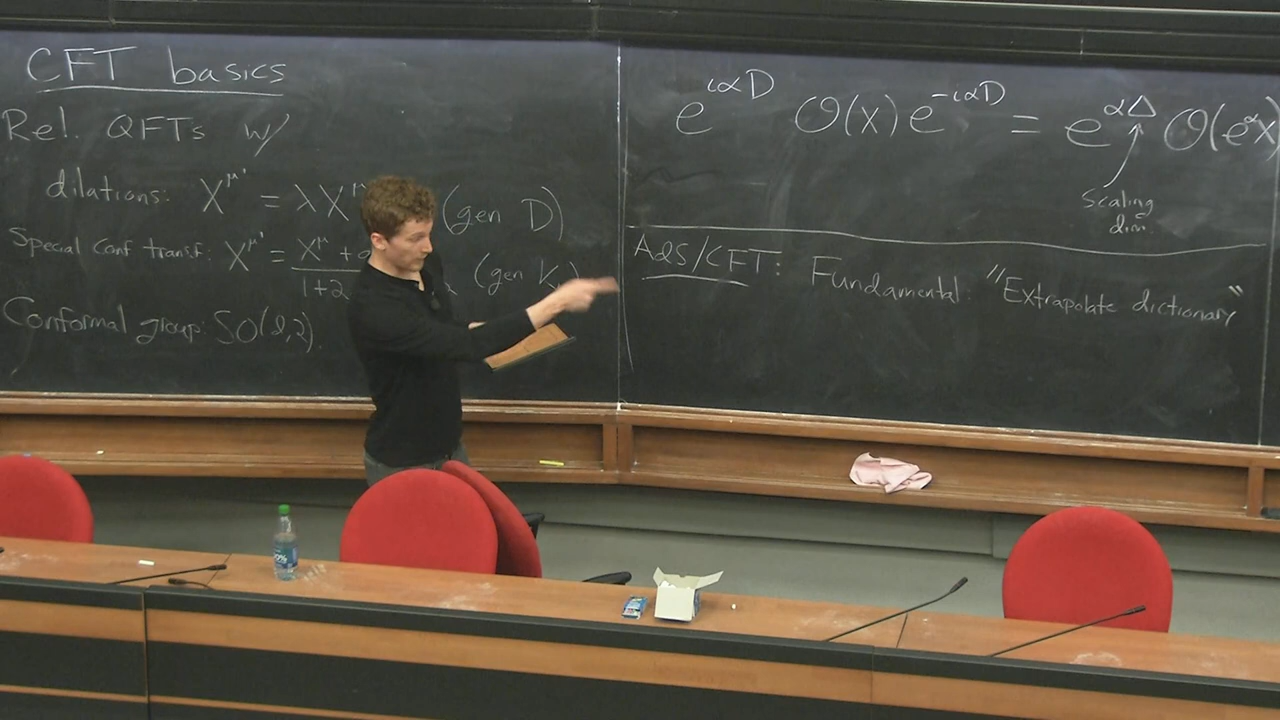 CFT basics
Rel. QFTs w/
dilations: X^μ' = λX^μ (gen D)
Special Conf transf: X^μ' = X^μ + / 1+2 (gen K)
Conformal group: SO(d,2).
e^{iαD} O(x) e^{-iαD} = e^{αΔ} O(e^α x)
Scaling
dim.
AdS/CFT: Fundamental: "Extrapolate dictionary"